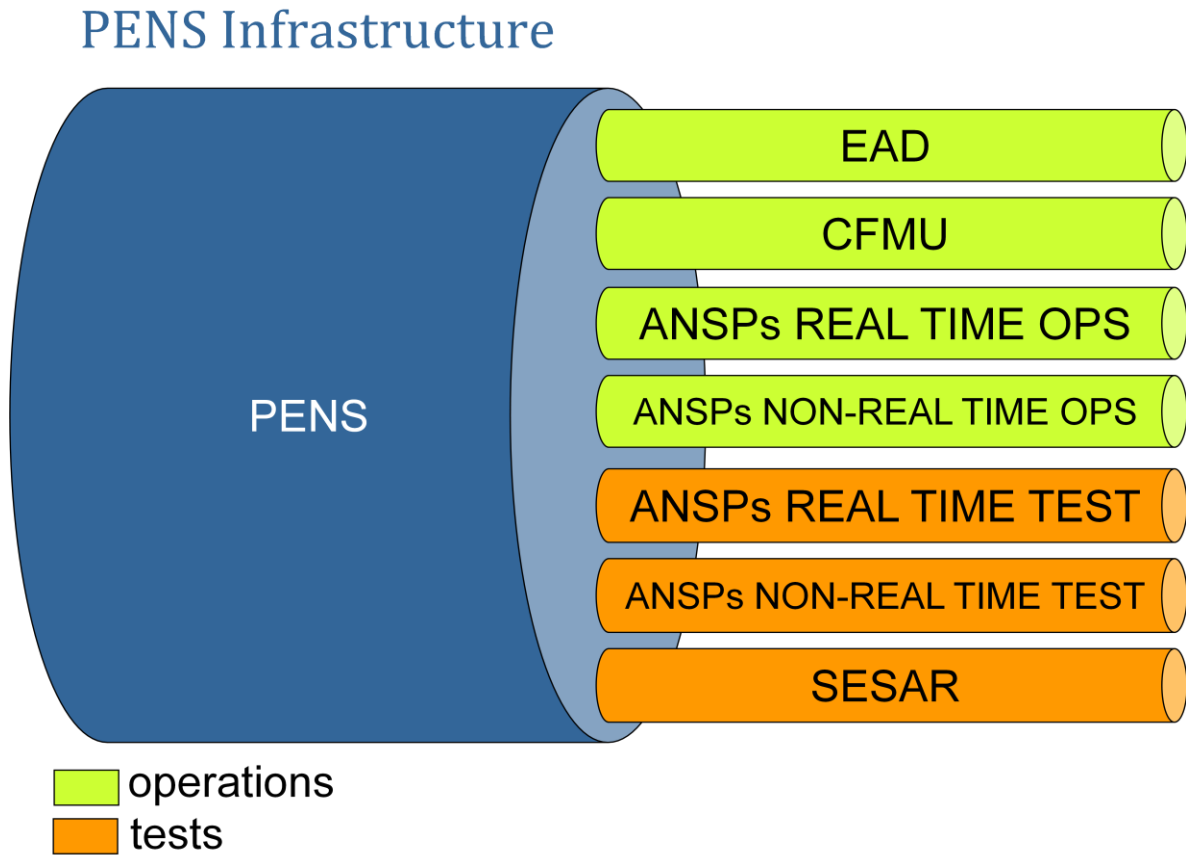 PENS Infrastructure
EAD
CFMU
ANSPs REAL TIME OPS
PENS
ANSPs NON-REAL TIME OPS
ANSPs REAL TIME TEST
ANSPs NON-REAL TIME TEST
SESAR
operations
tests